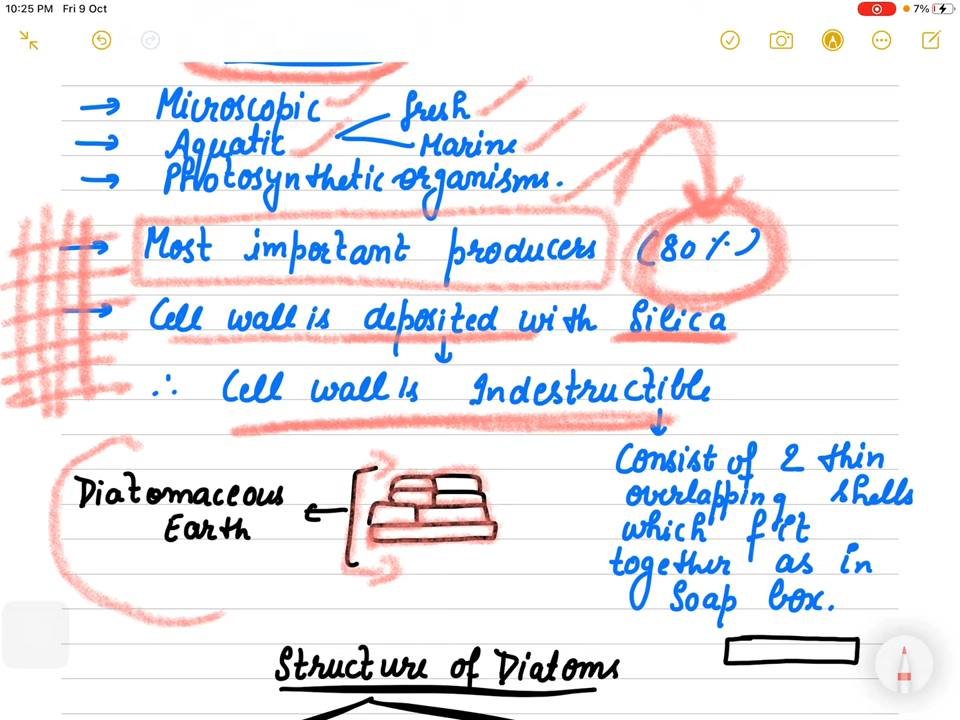 10:25 PM Fri 9 Oct 7%
→ Microscopic fresh
→ Aquatic Marine
→ Photosynthetic organisms.
→ Most important producers (80%)
→ Cell wall is deposited with Silica
∴ Cell wall is Indestructible
Consist of 2 thin
overlapping shells
which fit
together as in
Soap box.
Diatomaceous
Earth
Structure of Diatoms